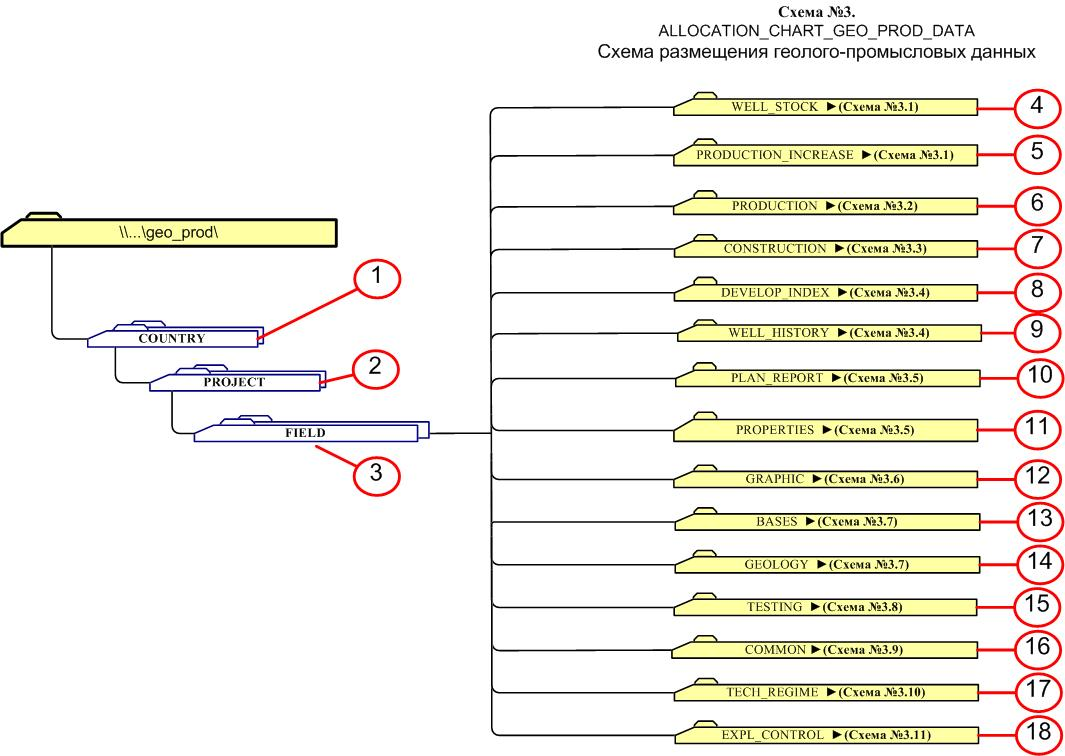 Схема №3.
ALLOCATION_CHART_GEO_PROD_DATA
Схема размещения геолого-промысловых данных
\\...\geo_prod\
1
COUNTRY
2
PROJECT
3
FIELD
WELL_STOCK ►(Схема №3.1) 4
PRODUCTION_INCREASE ►(Схема №3.1) 5
PRODUCTION ►(Схема №3.2) 6
CONSTRUCTION ►(Схема №3.3) 7
DEVELOP_INDEX ►(Схема №3.4) 8
WELL_HISTORY ►(Схема №3.4) 9
PLAN_REPORT ►(Схема №3.5) 10
PROPERTIES ►(Схема №3.5) 11
GRAPHIC ►(Схема №3.6) 12
BASES ►(Схема №3.7) 13
GEOLOGY ►(Схема №3.7) 14
TESTING ►(Схема №3.8) 15
COMMON ►(Схема №3.9) 16
TECH_REGIME ►(Схема №3.10) 17
EXPL_CONTROL ►(Схема №3.11) 18